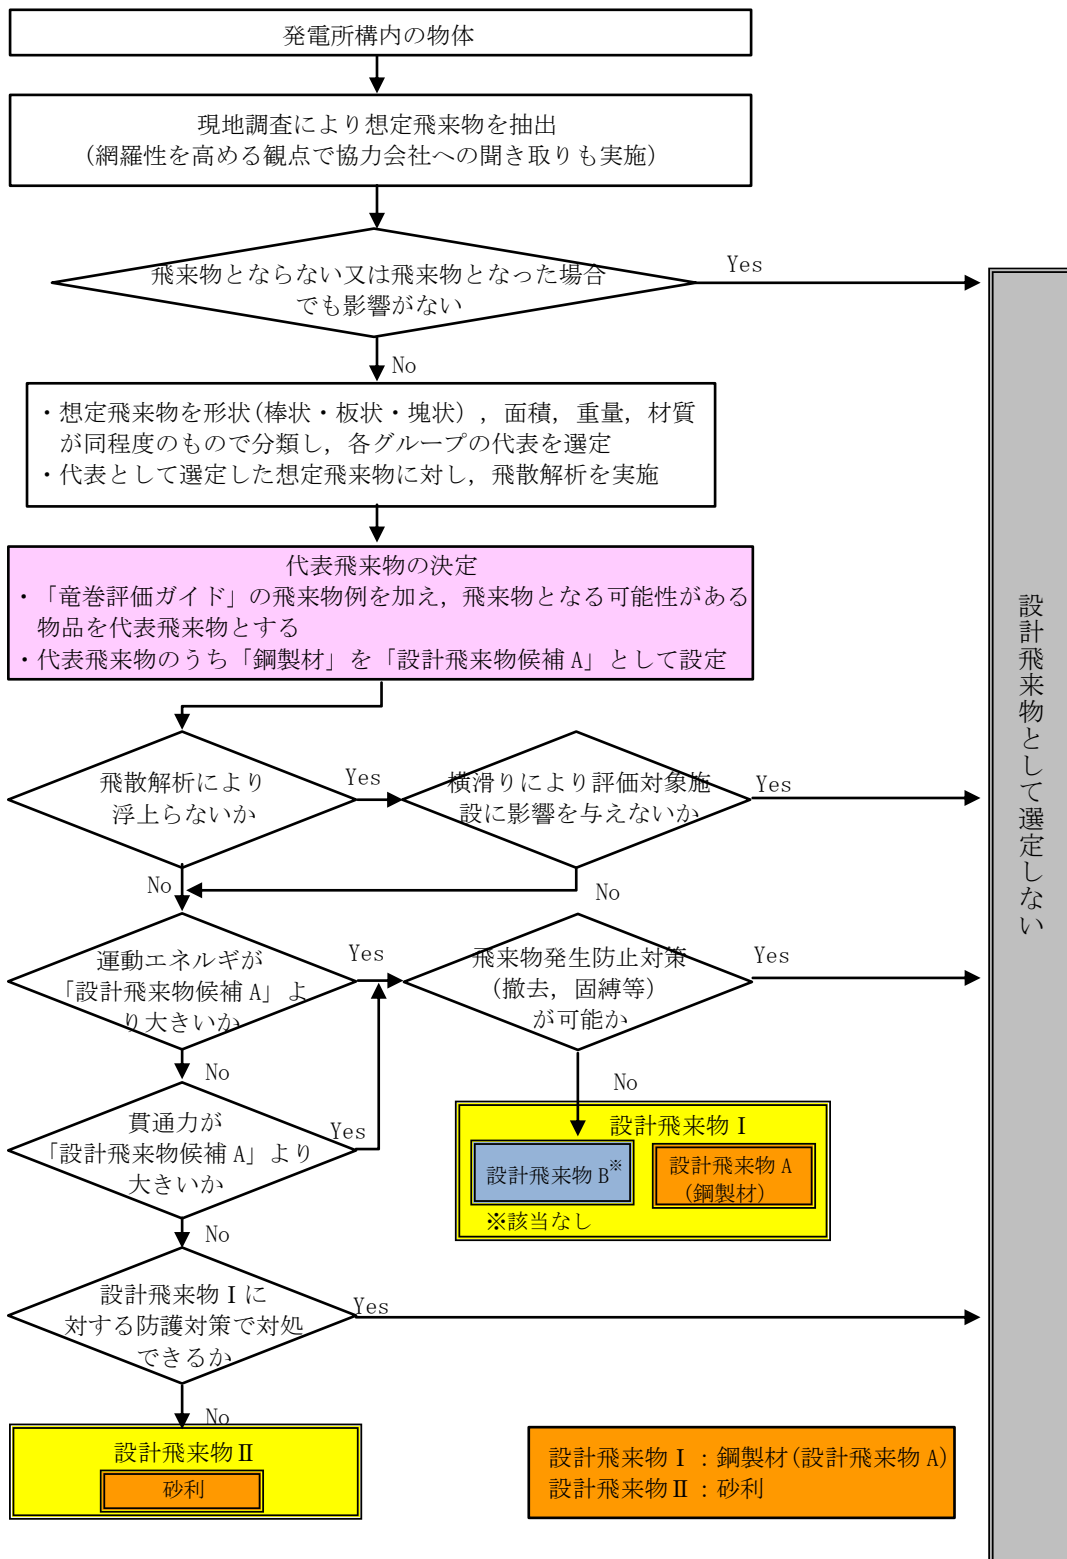 発電所構内の物体
現地調査により想定飛来物を抽出
(網羅性を高める観点で協力会社への聞き取りも実施)
飛来物とならない又は飛来物となった場合
でも影響がない
Yes
No
・想定飛来物を形状(棒状・板状・塊状),面積,重量,材質
が同程度のもので分類し,各グループの代表を選定
・代表として選定した想定飛来物に対し,飛散解析を実施
代表飛来物の決定
・「竜巻評価ガイド」の飛来物例を加え,飛来物となる可能性がある
物品を代表飛来物とする
・代表飛来物のうち「鋼製材」を「設計飛来物候補 A」として設定
飛散解析により
浮上らないか
Yes
No
横滑りにより評価対象施
設に影響を与えないか
Yes
No
運動エネルギが
「設計飛来物候補 A」よ
り大きいか
Yes
No
飛来物発生防止対策
(撤去,固縛等)
が可能か
Yes
No
貫通力が
「設計飛来物候補 A」より
大きいか
Yes
No
設計飛来物Ⅰ
設計飛来物 B※
設計飛来物 A
(鋼製材)
※該当なし
設計飛来物Ⅰに
対する防護対策で対処
できるか
Yes
No
設計飛来物Ⅱ
砂利
設計飛来物Ⅰ:鋼製材(設計飛来物 A)
設計飛来物Ⅱ:砂利
設計飛来物として選定しない